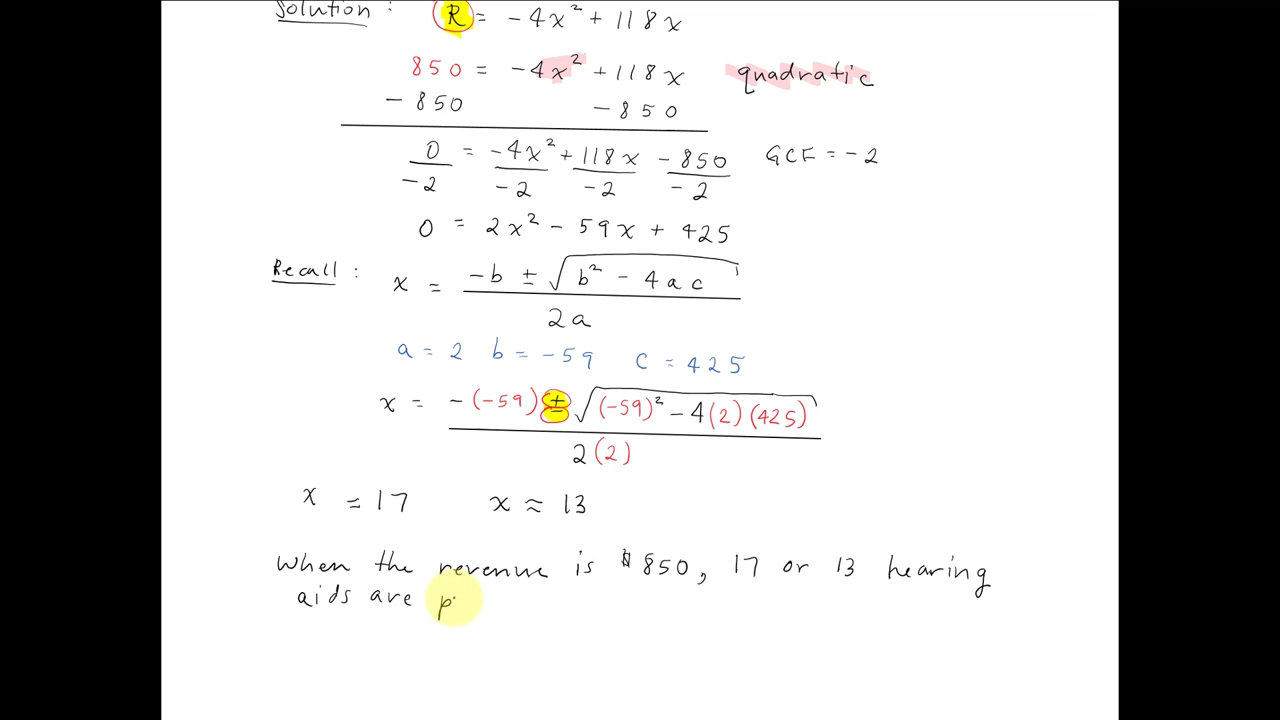 Solution : R = -4x² + 118x
850 = -4x² + 118x quadratic
- 850 - 850
0 = -4x² + 118x - 850 GCF = -2
-2 -2 -2 -2
0 = 2x² - 59x + 425
Recall : x = -b ± √b² - 4ac
2a
a = 2 b = -59 c = 425
x = -(-59) ± √(-59)² - 4(2)(425)
2(2)
x = 17 x ≈ 13
When the revenue is $850, 17 or 13 hearing
aids are p